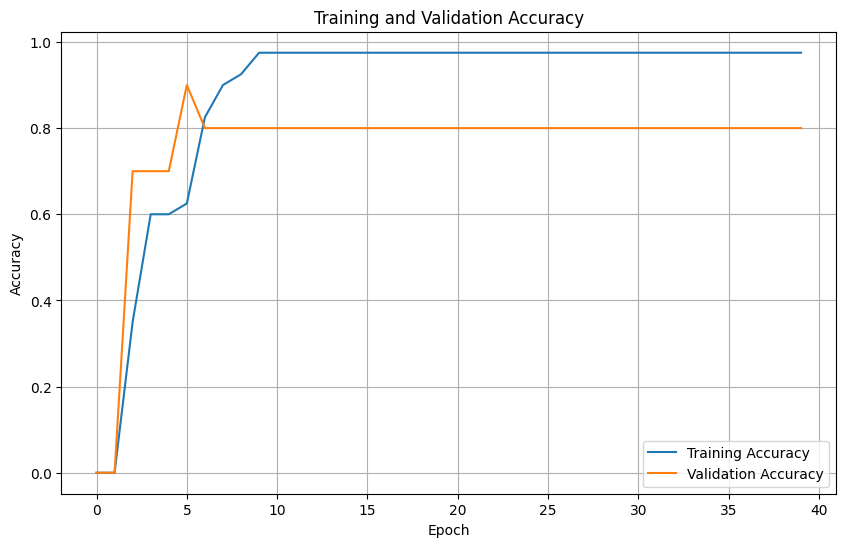 Training and Validation Accuracy
1.0
0.8
0.6
0.4
0.2
0.0
Accuracy
Training Accuracy
Validation Accuracy
0 5 10 15 20 25 30 35 40
Epoch